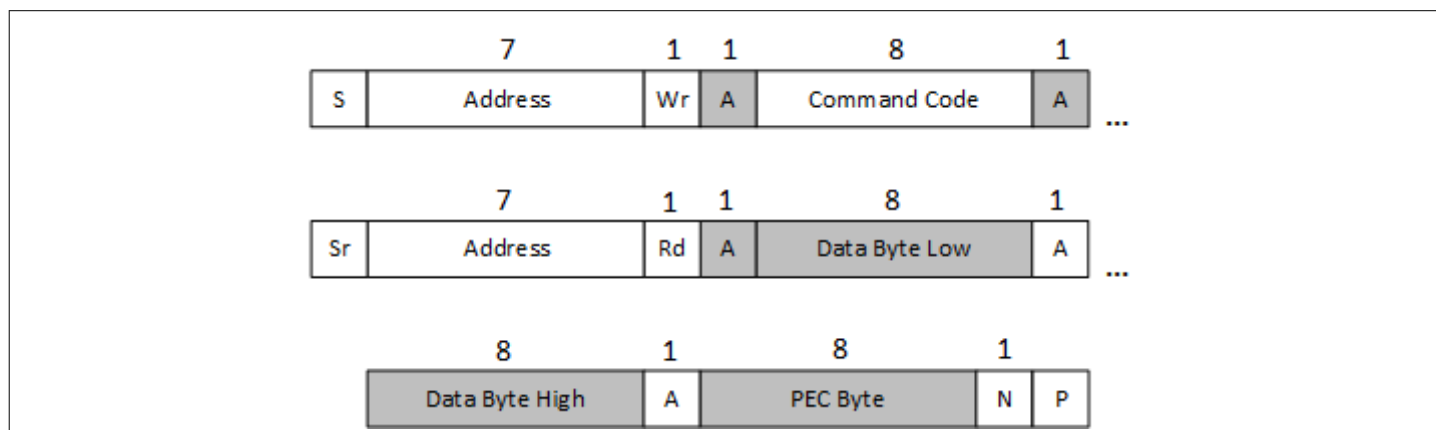 7 1 1 8 1
S Address Wr A Command Code A ...
7 1 1 8 1
Sr Address Rd A Data Byte Low A ...
8 1 8 1
Data Byte High A PEC Byte N P